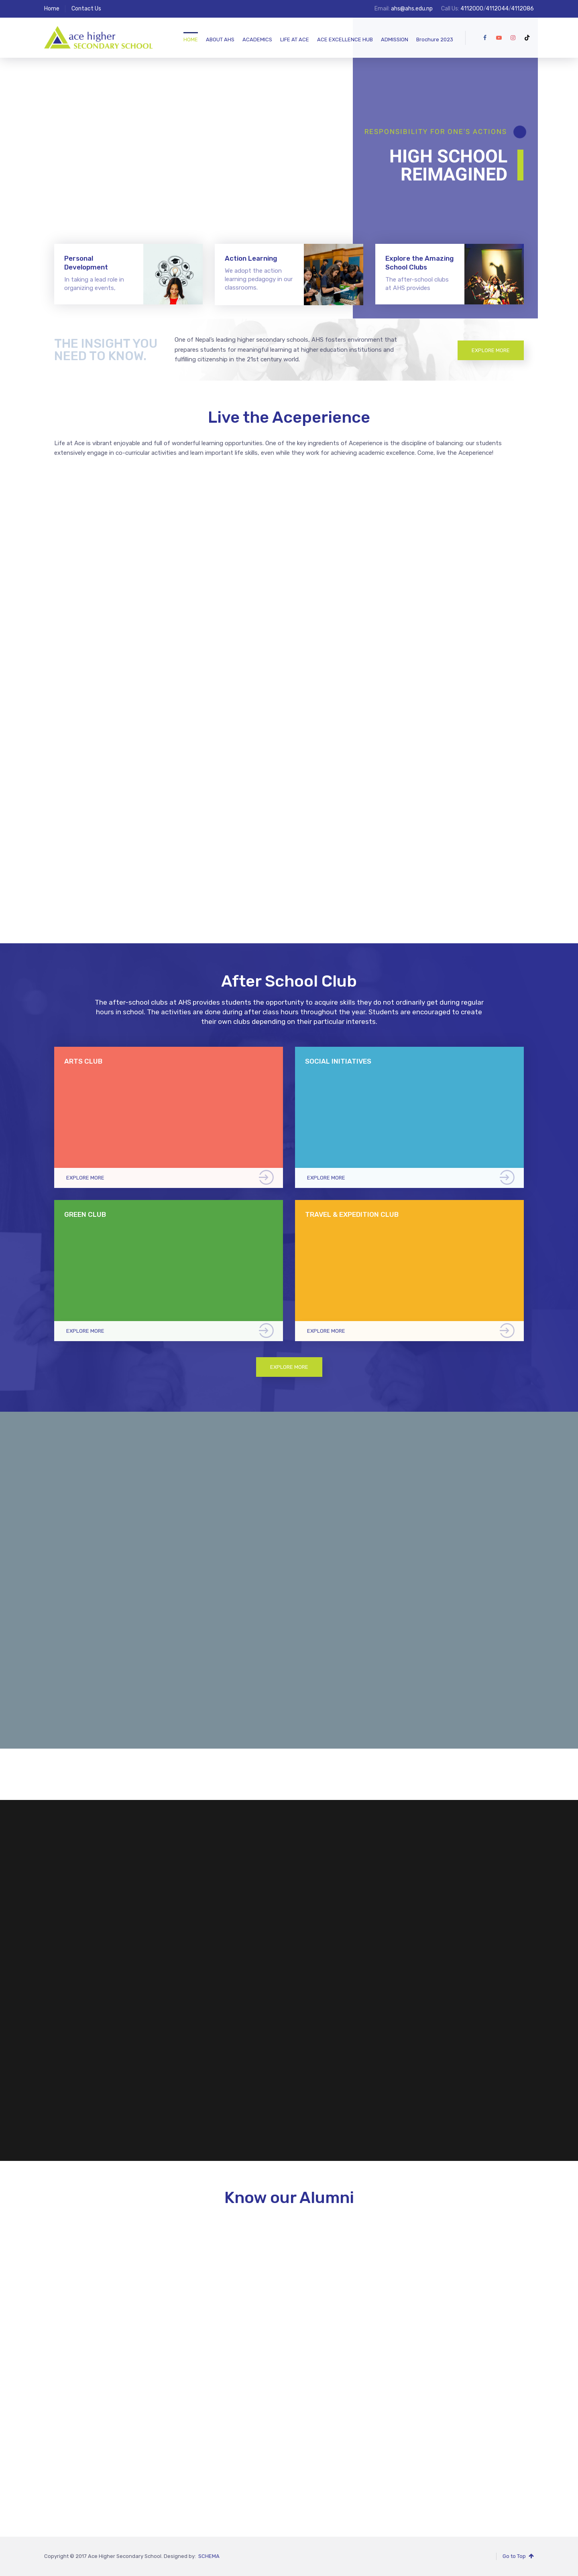 Home Contact Us Email: ahs@ahs.edu.np Call Us: 4112000/4112044/4112086
ace higher
SECONDARY SCHOOL
HOME ABOUT AHS ACADEMICS LIFE AT ACE ACE EXCELLENCE HUB ADMISSION Brochure 2023
RESPONSIBILITY FOR ONE'S ACTIONS
HIGH SCHOOL
REIMAGINED
Personal
Development
In taking a lead role in
organizing events,
Action Learning
We adopt the action
learning pedagogy in our
classrooms.
Explore the Amazing
School Clubs
The after-school clubs
at AHS provides
THE INSIGHT YOU
NEED TO KNOW.
One of Nepal's leading higher secondary schools, AHS fosters environment that
prepares students for meaningful learning at higher education institutions and
fulfilling citizenship in the 21st century world.
EXPLORE MORE
Live the Aceperience
Life at Ace is vibrant enjoyable and full of wonderful learning opportunities. One of the key ingredients of Aceperience is the discipline of balancing: our students
extensively engage in co-curricular activities and learn important life skills, even while they work for achieving academic excellence. Come, live the Aceperience!
After School Club
The after-school clubs at AHS provides students the opportunity to acquire skills they do not ordinarily get during regular
hours in school. The activities are done during after class hours throughout the year. Students are encouraged to create
their own clubs depending on their particular interests.
ARTS CLUB
EXPLORE MORE
SOCIAL INITIATIVES
EXPLORE MORE
GREEN CLUB
EXPLORE MORE
TRAVEL & EXPEDITION CLUB
EXPLORE MORE
EXPLORE MORE
Know our Alumni
Copyright © 2017 Ace Higher Secondary School. Designed by: SCHEMA Go to Top